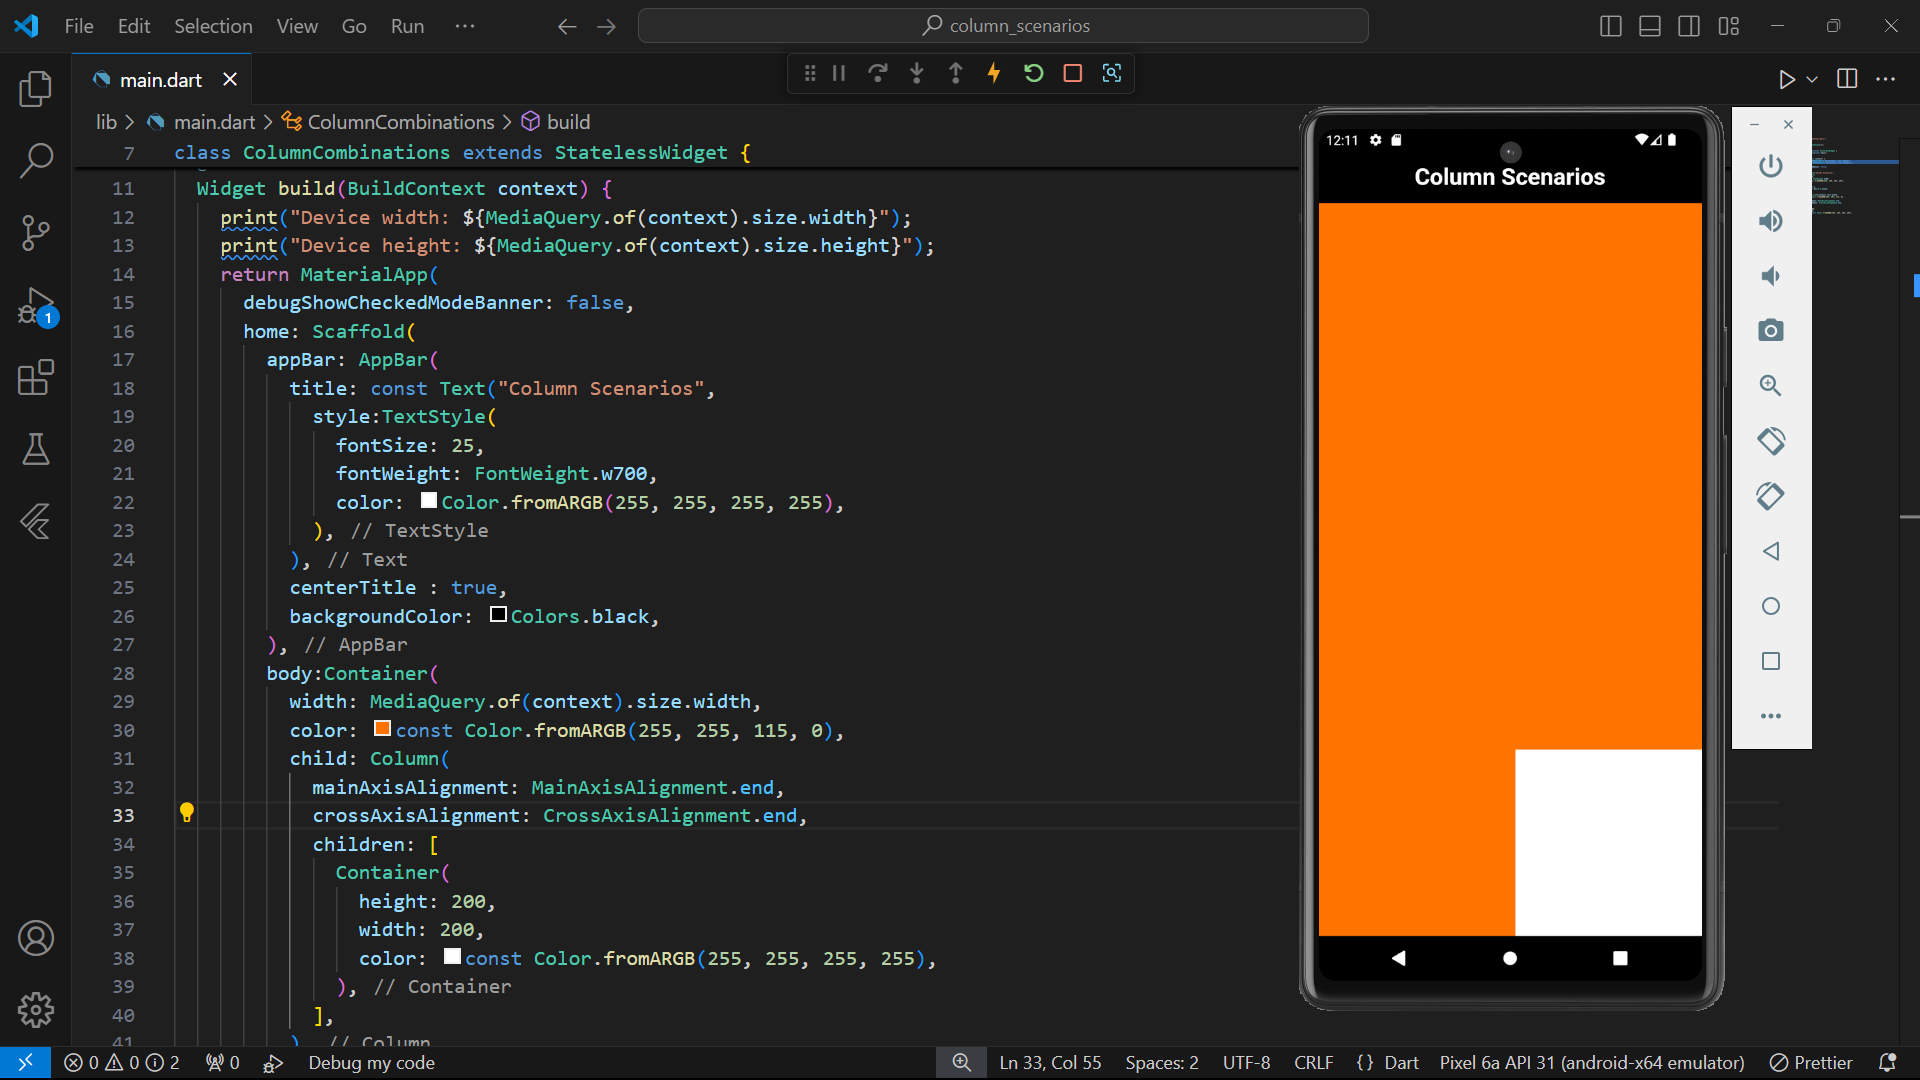 File Edit Selection View Go Run ··· column_scenarios
main.dart
lib > main.dart > ColumnCombinations > build
7 class ColumnCombinations extends StatelessWidget {
11 Widget build(BuildContext context) {
12 print("Device width: ${MediaQuery.of(context).size.width}");
13 print("Device height: ${MediaQuery.of(context).size.height}");
14 return MaterialApp(
15 debugShowCheckedModeBanner: false,
16 home: Scaffold(
17 appBar: AppBar(
18 title: const Text("Column Scenarios",
19 style:TextStyle(
20 fontSize: 25,
21 fontWeight: FontWeight.w700,
22 color: Color.fromARGB(255, 255, 255, 255),
23 ), // TextStyle
24 ), // Text
25 centerTitle : true,
26 backgroundColor: Colors.black,
27 ), // AppBar
28 body:Container(
29 width: MediaQuery.of(context).size.width,
30 color: const Color.fromARGB(255, 255, 115, 0),
31 child: Column(
32 mainAxisAlignment: MainAxisAlignment.end,
33 crossAxisAlignment: CrossAxisAlignment.end,
34 children: [
35 Container(
36 height: 200,
37 width: 200,
38 color: const Color.fromARGB(255, 255, 255, 255),
39 ), // Container
40 ],
41 ) // Column
12:11
Column Scenarios
1
0 0 2 0 Debug my code Ln 33, Col 55 Spaces: 2 UTF-8 CRLF {} Dart Pixel 6a API 31 (android-x64 emulator) Prettier